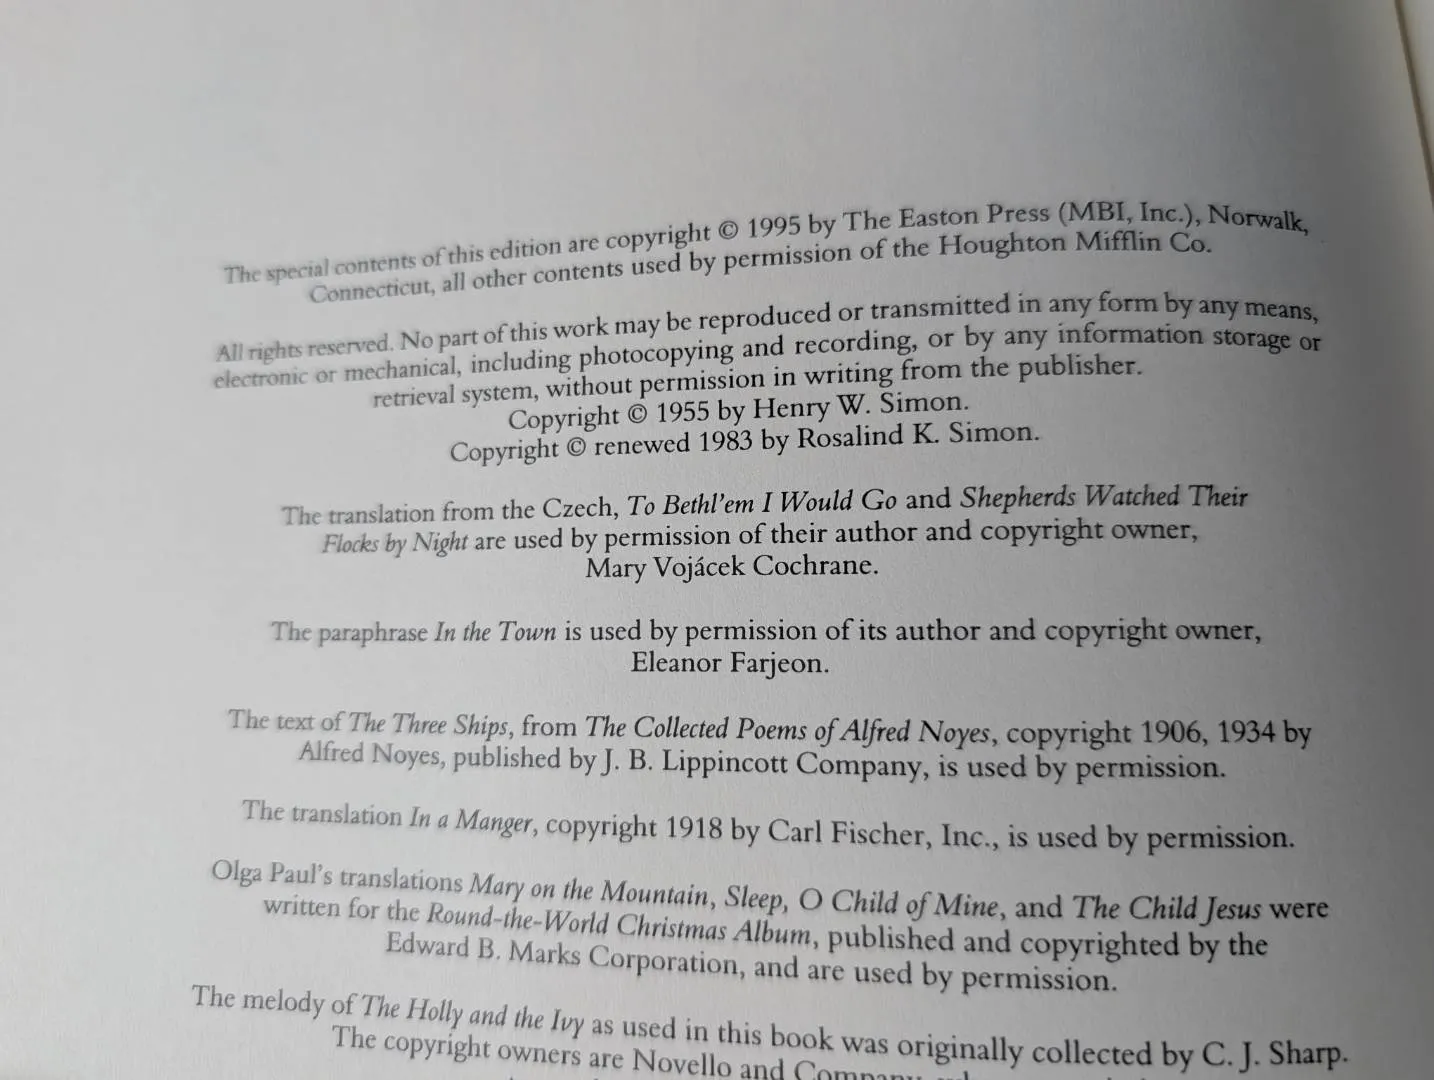 The special contents of this edition are copyright © 1995 by The Easton Press (MBI, Inc.), Norwalk,
Connecticut, all other contents used by permission of the Houghton Mifflin Co.
All rights reserved. No part of this work may be reproduced or transmitted in any form by any means,
electronic or mechanical, including photocopying and recording, or by any information storage or
retrieval system, without permission in writing from the publisher.
Copyright © 1955 by Henry W. Simon.
Copyright © renewed 1983 by Rosalind K. Simon.
The translation from the Czech, To Bethl'em I Would Go and Shepherds Watched Their
Flocks by Night are used by permission of their author and copyright owner,
Mary Vojácek Cochrane.
The paraphrase In the Town is used by permission of its author and copyright owner,
Eleanor Farjeon.
The text of The Three Ships, from The Collected Poems of Alfred Noyes, copyright 1906, 1934 by
Alfred Noyes, published by J. B. Lippincott Company, is used by permission.
The translation In a Manger, copyright 1918 by Carl Fischer, Inc., is used by permission.
Olga Paul's translations Mary on the Mountain, Sleep, O Child of Mine, and The Child Jesus were
written for the Round-the-World Christmas Album, published and copyrighted by the
Edward B. Marks Corporation, and are used by permission.
The melody of The Holly and the Ivy as used in this book was originally collected by C. J. Sharp.
The copyright owners are Novello and Company,